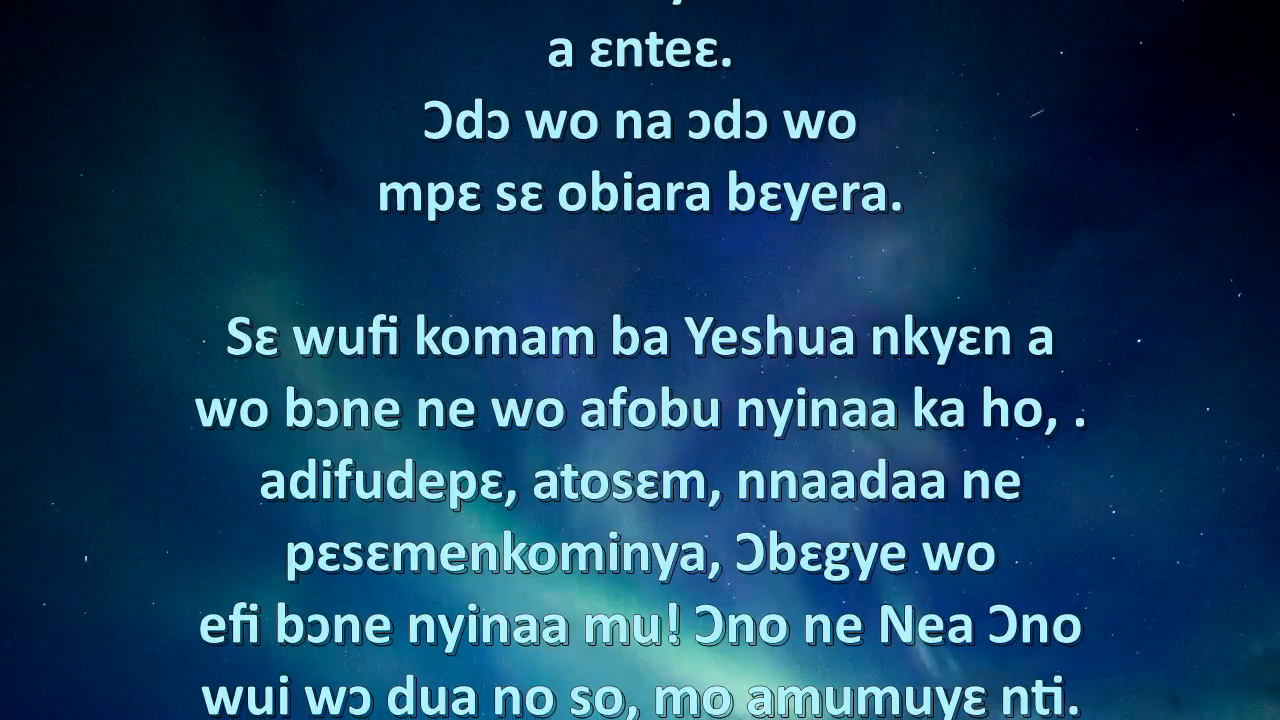 a ɛnteɛ.
Ɔdɔ wo na ɔdɔ wo
mpɛ sɛ obiara bɛyera.
Sɛ wufi komam ba Yeshua nkyɛn a
wo bɔne ne wo afobu nyinaa ka ho, .
adifudepɛ, atosɛm, nnaadaa ne
pɛsɛmenkominya, Ɔbɛgye wo
efi bɔne nyinaa mu! Ɔno ne Nea Ɔno
wui wɔ dua no so, mo amumuyɛ nti.